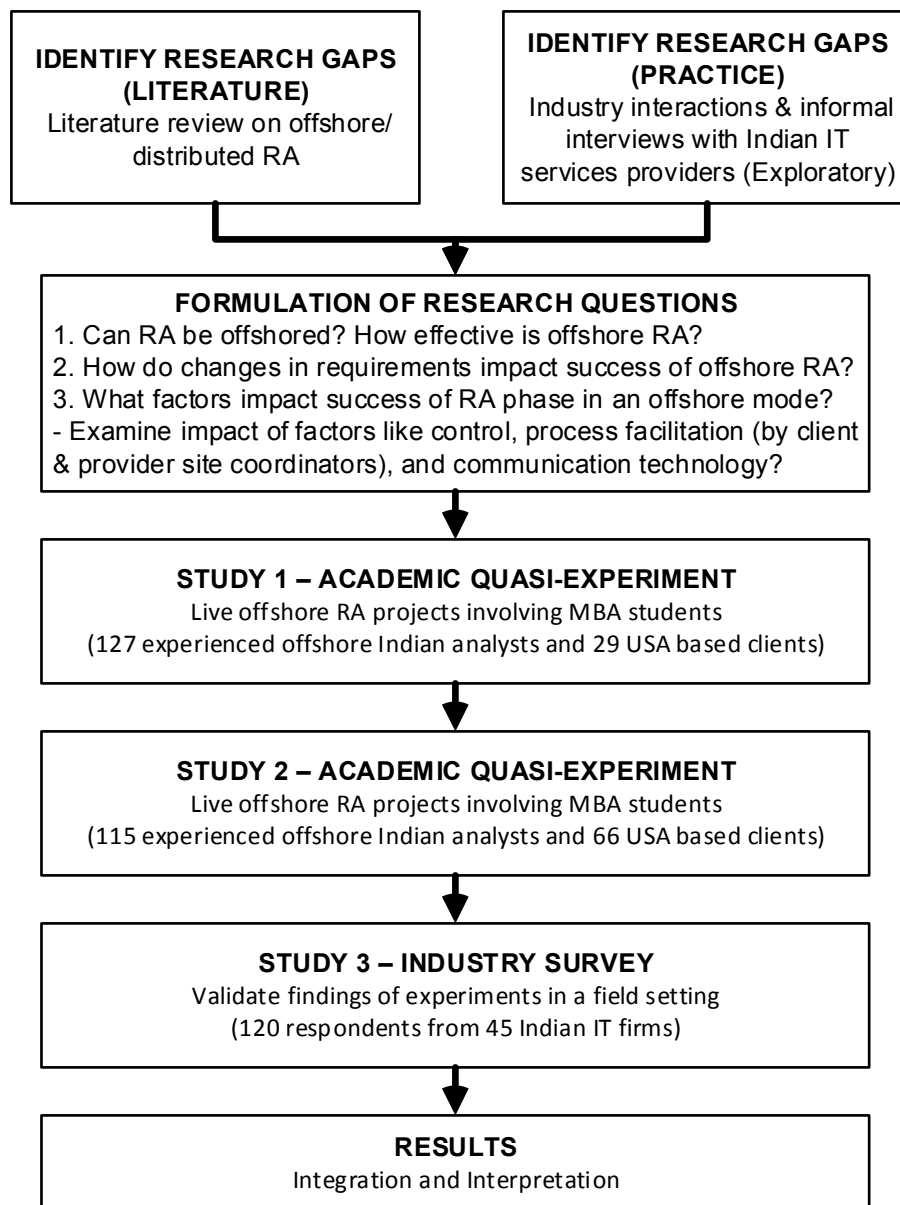 IDENTIFY RESEARCH GAPS
(LITERATURE)
Literature review on offshore/
distributed RA
IDENTIFY RESEARCH GAPS
(PRACTICE)
Industry interactions & informal
interviews with Indian IT
services providers (Exploratory)
FORMULATION OF RESEARCH QUESTIONS
1. Can RA be offshored? How effective is offshore RA?
2. How do changes in requirements impact success of offshore RA?
3. What factors impact success of RA phase in an offshore mode?
- Examine impact of factors like control, process facilitation (by client
& provider site coordinators), and communication technology?
STUDY 1 – ACADEMIC QUASI-EXPERIMENT
Live offshore RA projects involving MBA students
(127 experienced offshore Indian analysts and 29 USA based clients)
STUDY 2 – ACADEMIC QUASI-EXPERIMENT
Live offshore RA projects involving MBA students
(115 experienced offshore Indian analysts and 66 USA based clients)
STUDY 3 – INDUSTRY SURVEY
Validate findings of experiments in a field setting
(120 respondents from 45 Indian IT firms)
RESULTS
Integration and Interpretation